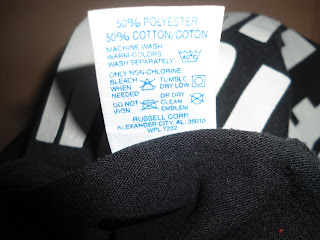 50% POLYESTER
50% COTTON/COTON
MACHINE WASH
WARM-COLORS
WASH SEPARATELY
ONLY NON-CHLORINE
BLEACH TUMBLE
WHEN DRY LOW
NEEDED OR DRY
DO NOT CLEAN
IRON EMBLEM
RUSSELL CORP.
ALEXANDER CITY, AL. 35010
WPL 7232